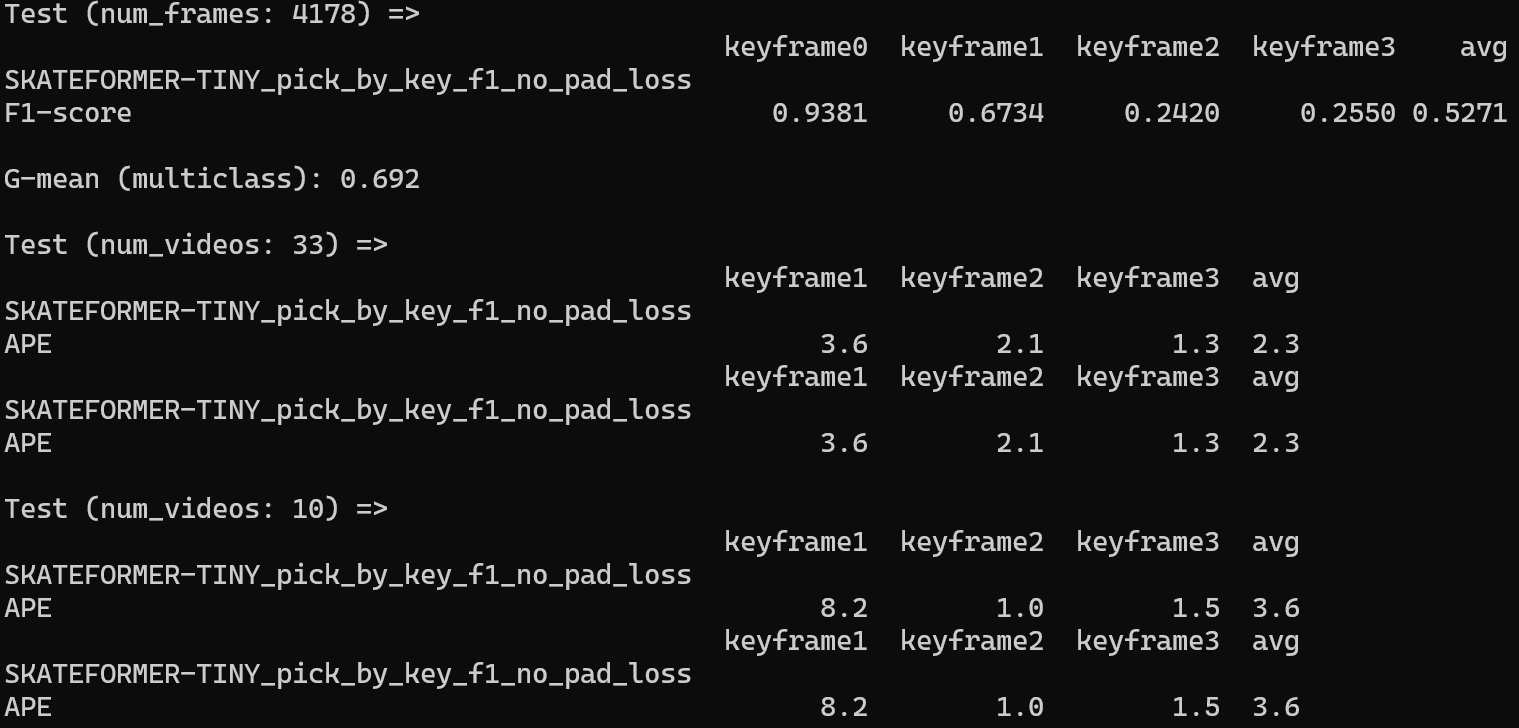 Test (num_frames: 4178) =>
keyframe0 keyframe1 keyframe2 keyframe3 avg
SKATEFORMER-TINY_pick_by_key_f1_no_pad_loss
F1-score 0.9381 0.6734 0.2420 0.2550 0.5271
G-mean (multiclass): 0.692
Test (num_videos: 33) =>
keyframe1 keyframe2 keyframe3 avg
SKATEFORMER-TINY_pick_by_key_f1_no_pad_loss
APE 3.6 2.1 1.3 2.3
keyframe1 keyframe2 keyframe3 avg
SKATEFORMER-TINY_pick_by_key_f1_no_pad_loss
APE 3.6 2.1 1.3 2.3
Test (num_videos: 10) =>
keyframe1 keyframe2 keyframe3 avg
SKATEFORMER-TINY_pick_by_key_f1_no_pad_loss
APE 8.2 1.0 1.5 3.6
keyframe1 keyframe2 keyframe3 avg
SKATEFORMER-TINY_pick_by_key_f1_no_pad_loss
APE 8.2 1.0 1.5 3.6